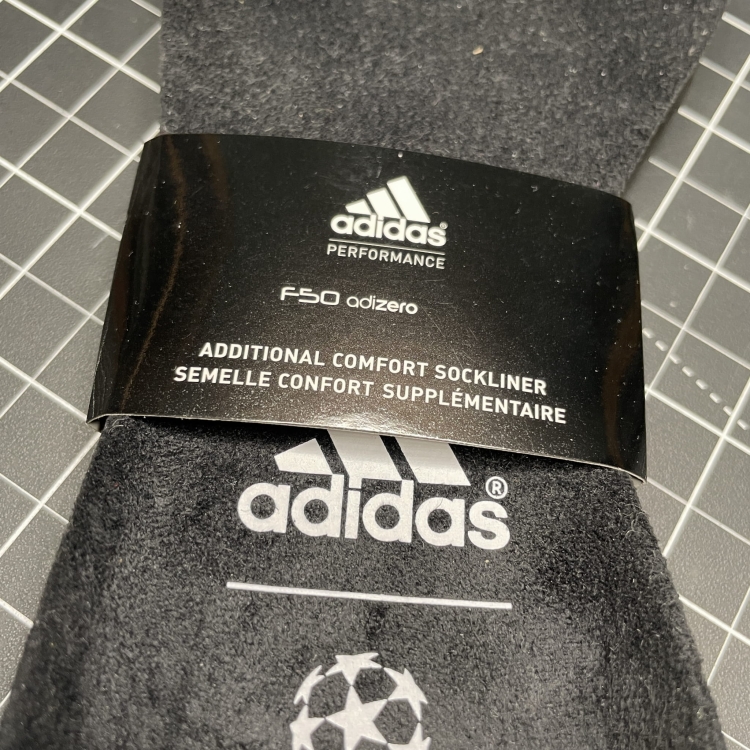 adidas®
PERFORMANCE
F50 adizero
ADDITIONAL COMFORT SOCKLINER
SEMELLE CONFORT SUPPLÉMENTAIRE
adidas®